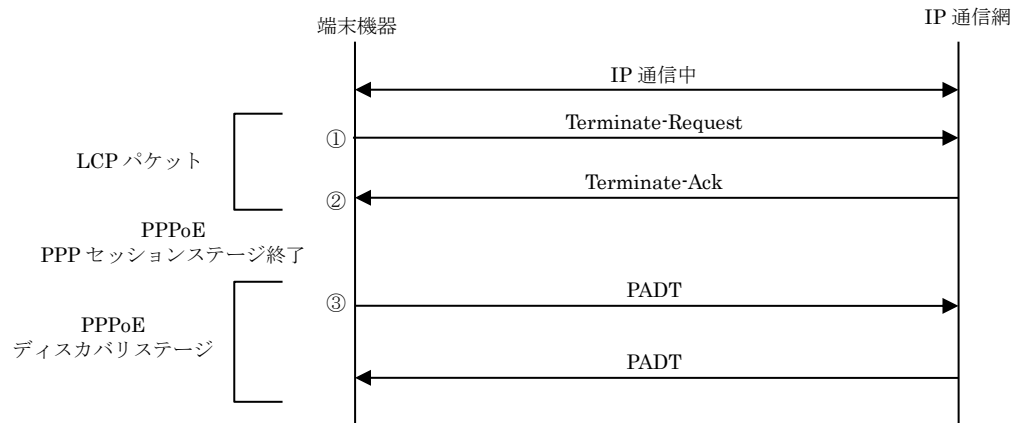 端末機器
IP 通信網
IP 通信中
① Terminate-Request
LCP パケット
② Terminate-Ack
PPPoE
PPP セッションステージ終了
③ PADT
PPPoE
ディスカバリステージ
PADT